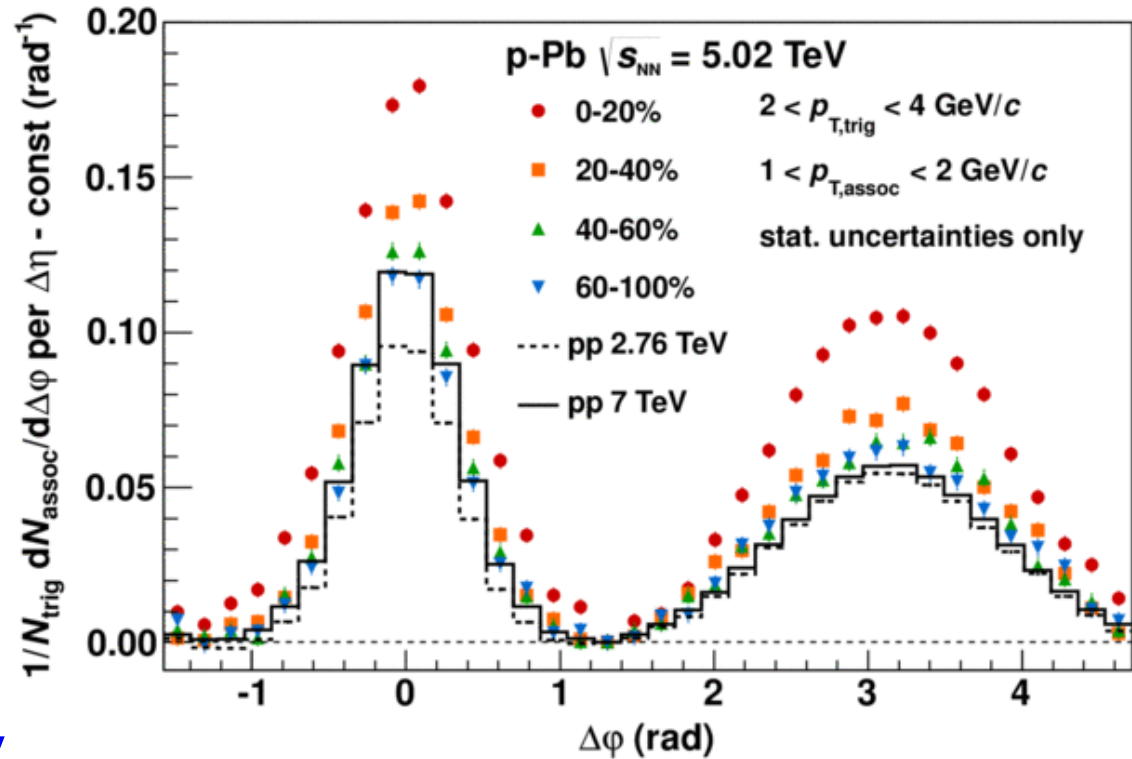 1/N_trig dN_assoc/dΔφ per Δη - const (rad⁻¹)
0.20
0.15
0.10
0.05
0.00
p-Pb √s_NN = 5.02 TeV
0-20%
2 < p_T,trig < 4 GeV/c
20-40%
1 < p_T,assoc < 2 GeV/c
40-60%
stat. uncertainties only
60-100%
pp 2.76 TeV
pp 7 TeV
-1 0 1 2 3 4
Δφ (rad)